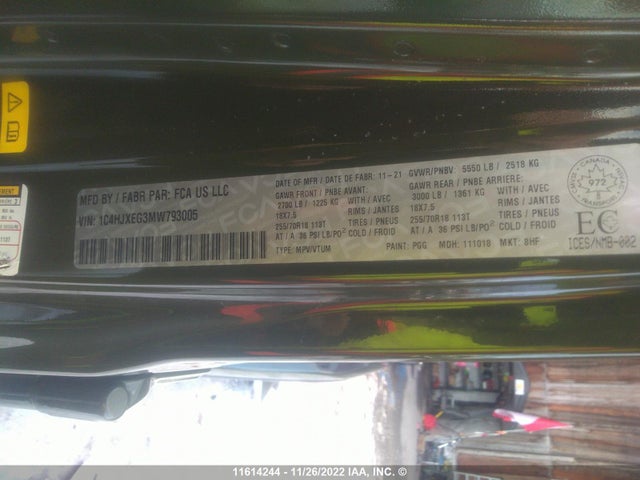 MFD BY / FABR PAR: FCA US LLC
VIN: 1C4HJXEG3MW793005
DATE OF MFR / DATE DE FABR: 11-21
GAWR FRONT / PNBE AVANT:
2700 LB / 1225 KG WITH / AVEC
18X7.5 RIMS / JANTES
255/70R18 113T TIRES / PNEUS
AT / A 36 PSI LB/PO² COLD / FROID
TYPE: MPV/VTUM
GVWR/PNBV: 5550 LB / 2518 KG
GAWR REAR / PNBE ARRIERE:
3000 LB / 1361 KG WITH / AVEC
18X7.5 RIMS / JANTES
255/70R18 113T TIRES / PNEUS
AT / A 36 PSI LB/PO² COLD / FROID
PAINT: PGG MDH: 111018 MKT: 8HF
CANADA
972
TRANSPORT
EC
ICES/NMB-002
11614244 - 11/26/2022 IAA, INC. ©